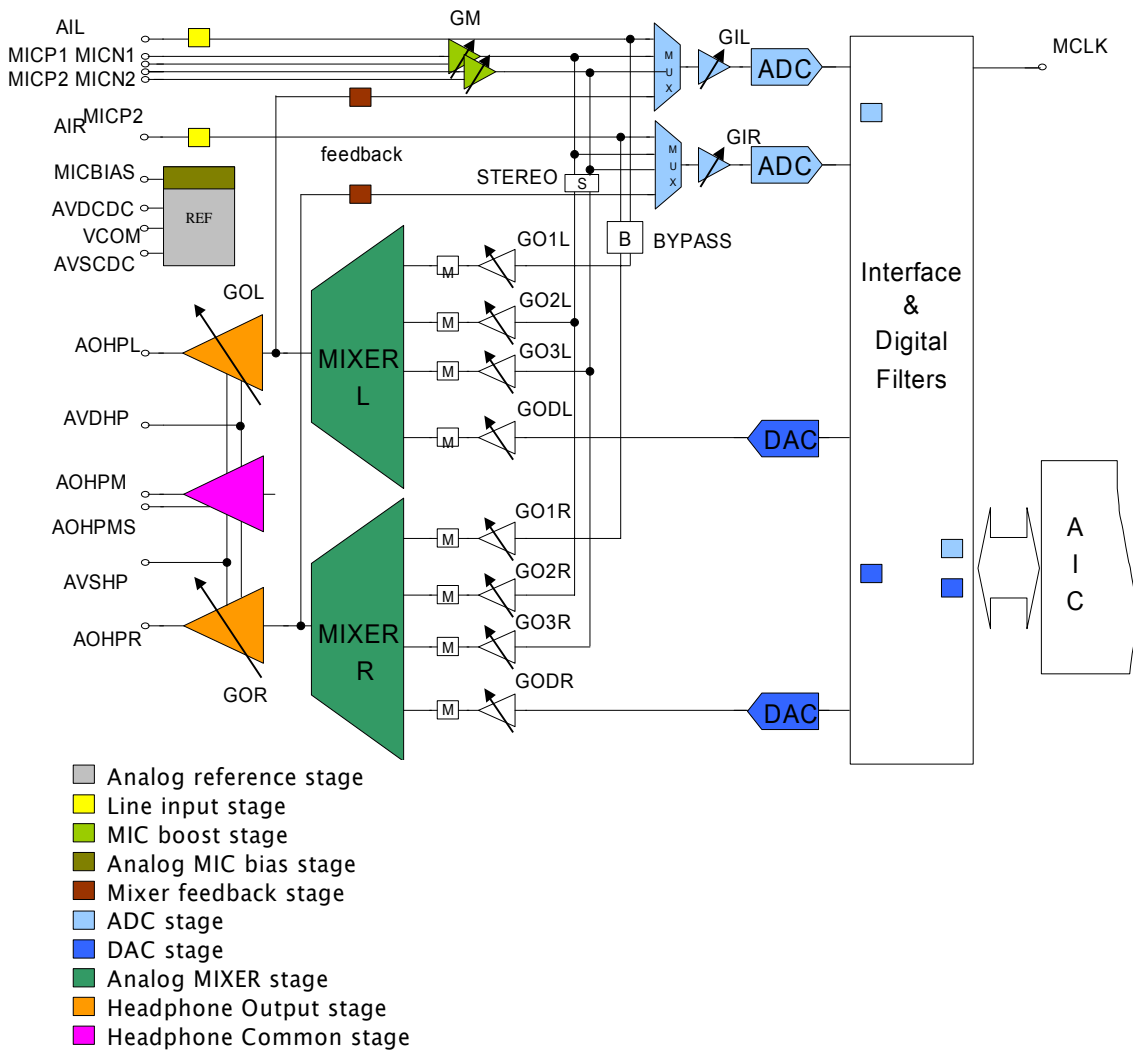 AIL
GM
GIL
MICP1 MICN1
MCLK
MUX
ADC
MICP2 MICN2
MICP2
AIR
GIR
feedback
MUX
ADC
MICBIAS
STEREO
S
AVDCDC
REF
VCOM
B
BYPASS
AVSCDC
GO1L
M
Interface
&
Digital
Filters
GOL
GO2L
M
AOHPL
MIXER
L
GO3L
M
AVDHP
GODL
M
DAC
AOHPM
AOHPMS
GO1R
M
A
I
C
AVSHP
GO2R
M
AOHPR
MIXER
R
GO3R
M
GOR
GODR
M
DAC
Analog reference stage
Line input stage
MIC boost stage
Analog MIC bias stage
Mixer feedback stage
ADC stage
DAC stage
Analog MIXER stage
Headphone Output stage
Headphone Common stage